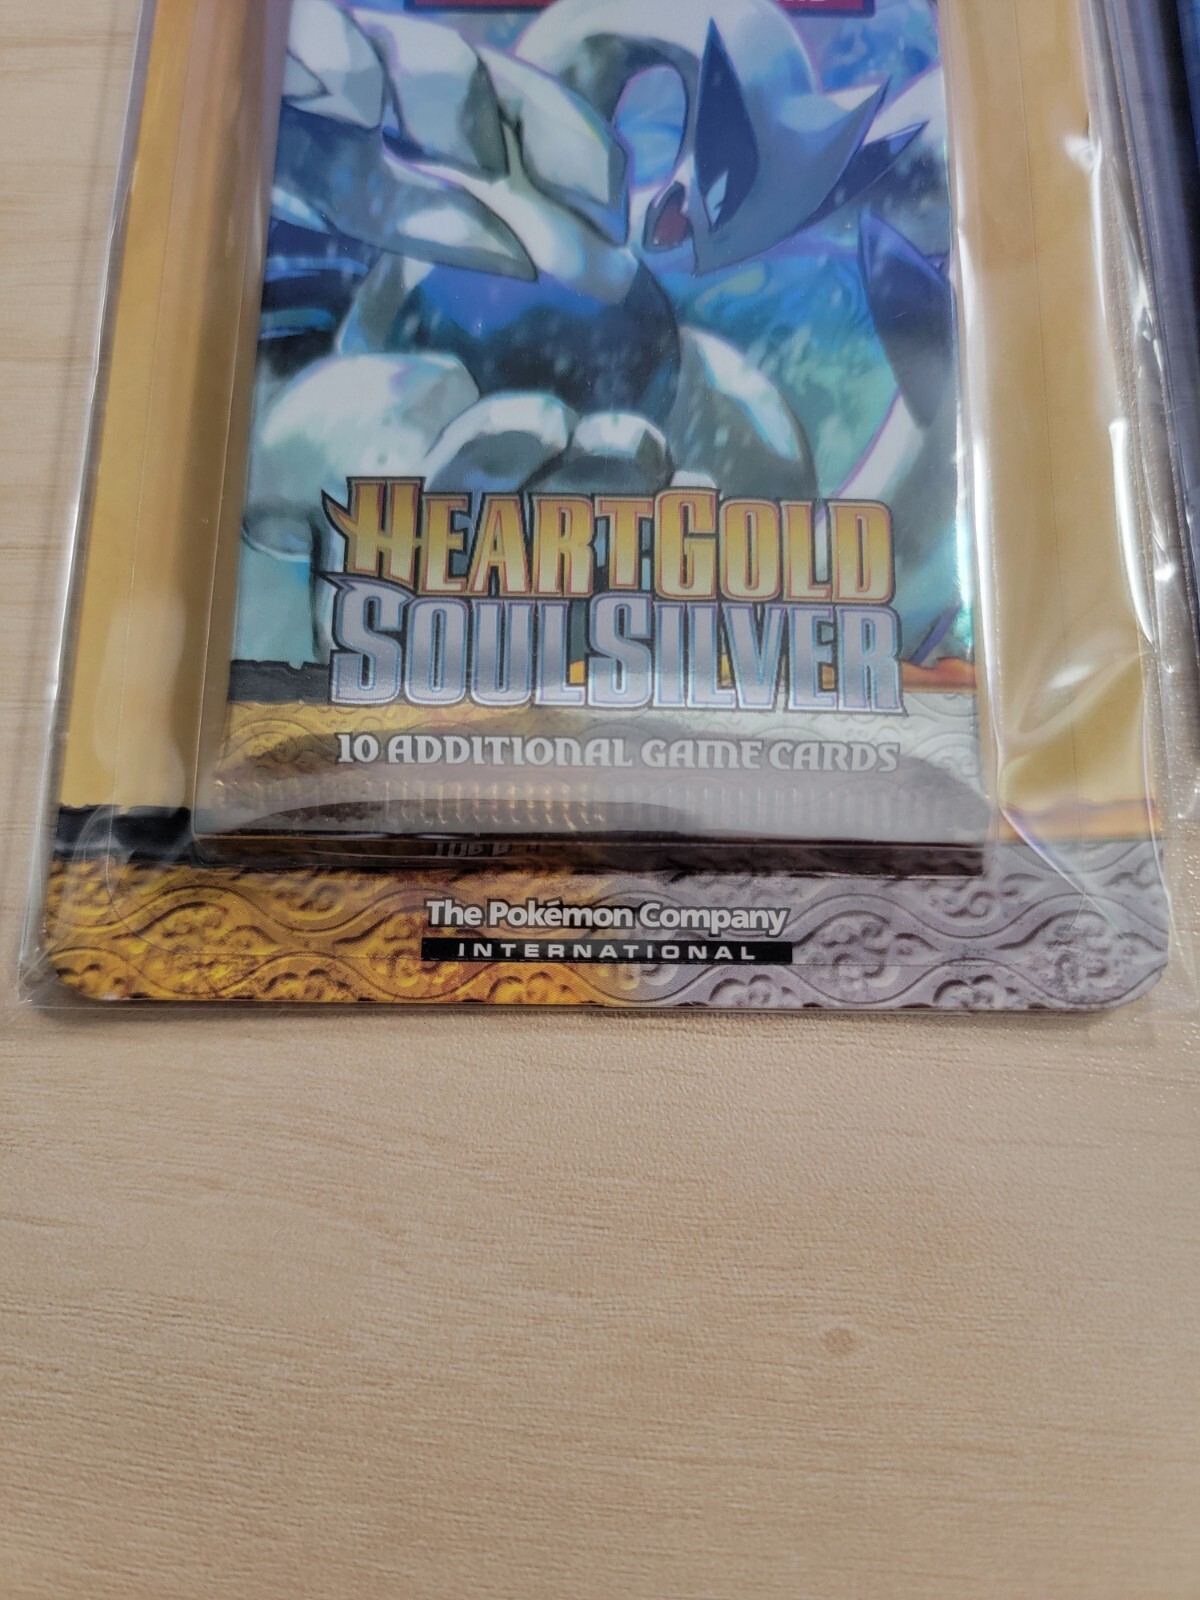 HEARTGOLD
SOULSILVER
10 ADDITIONAL GAME CARDS
The Pokémon Company
INTERNATIONAL